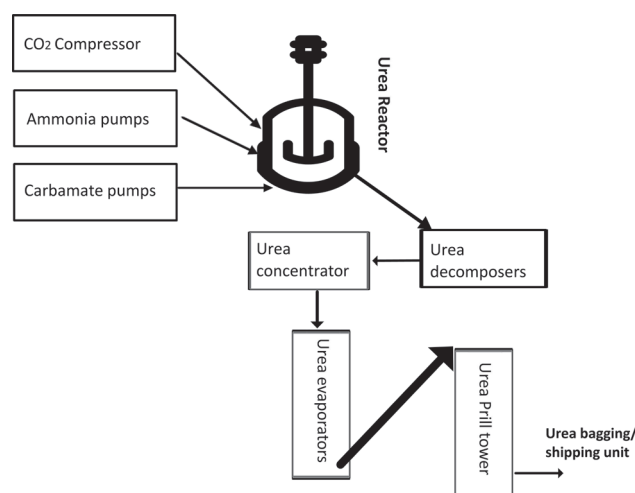 CO₂ Compressor
Ammonia pumps
Carbamate pumps
Urea Reactor
Urea
decomposers
Urea
concentrator
Urea evaporators
Urea Prill tower
Urea bagging/
shipping unit